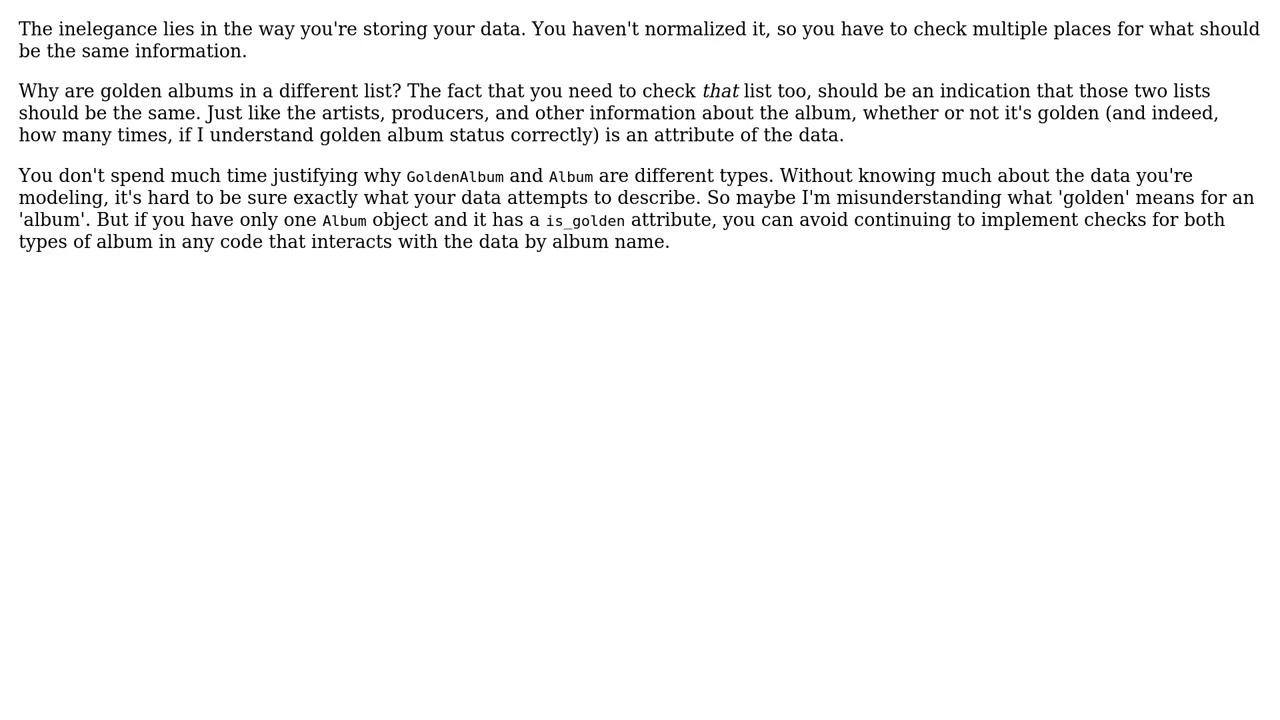 The inelegance lies in the way you're storing your data. You haven't normalized it, so you have to check multiple places for what should
be the same information.
Why are golden albums in a different list? The fact that you need to check that list too, should be an indication that those two lists
should be the same. Just like the artists, producers, and other information about the album, whether or not it's golden (and indeed,
how many times, if I understand golden album status correctly) is an attribute of the data.
You don't spend much time justifying why GoldenAlbum and Album are different types. Without knowing much about the data you're
modeling, it's hard to be sure exactly what your data attempts to describe. So maybe I'm misunderstanding what 'golden' means for an
'album'. But if you have only one Album object and it has a is_golden attribute, you can avoid continuing to implement checks for both
types of album in any code that interacts with the data by album name.